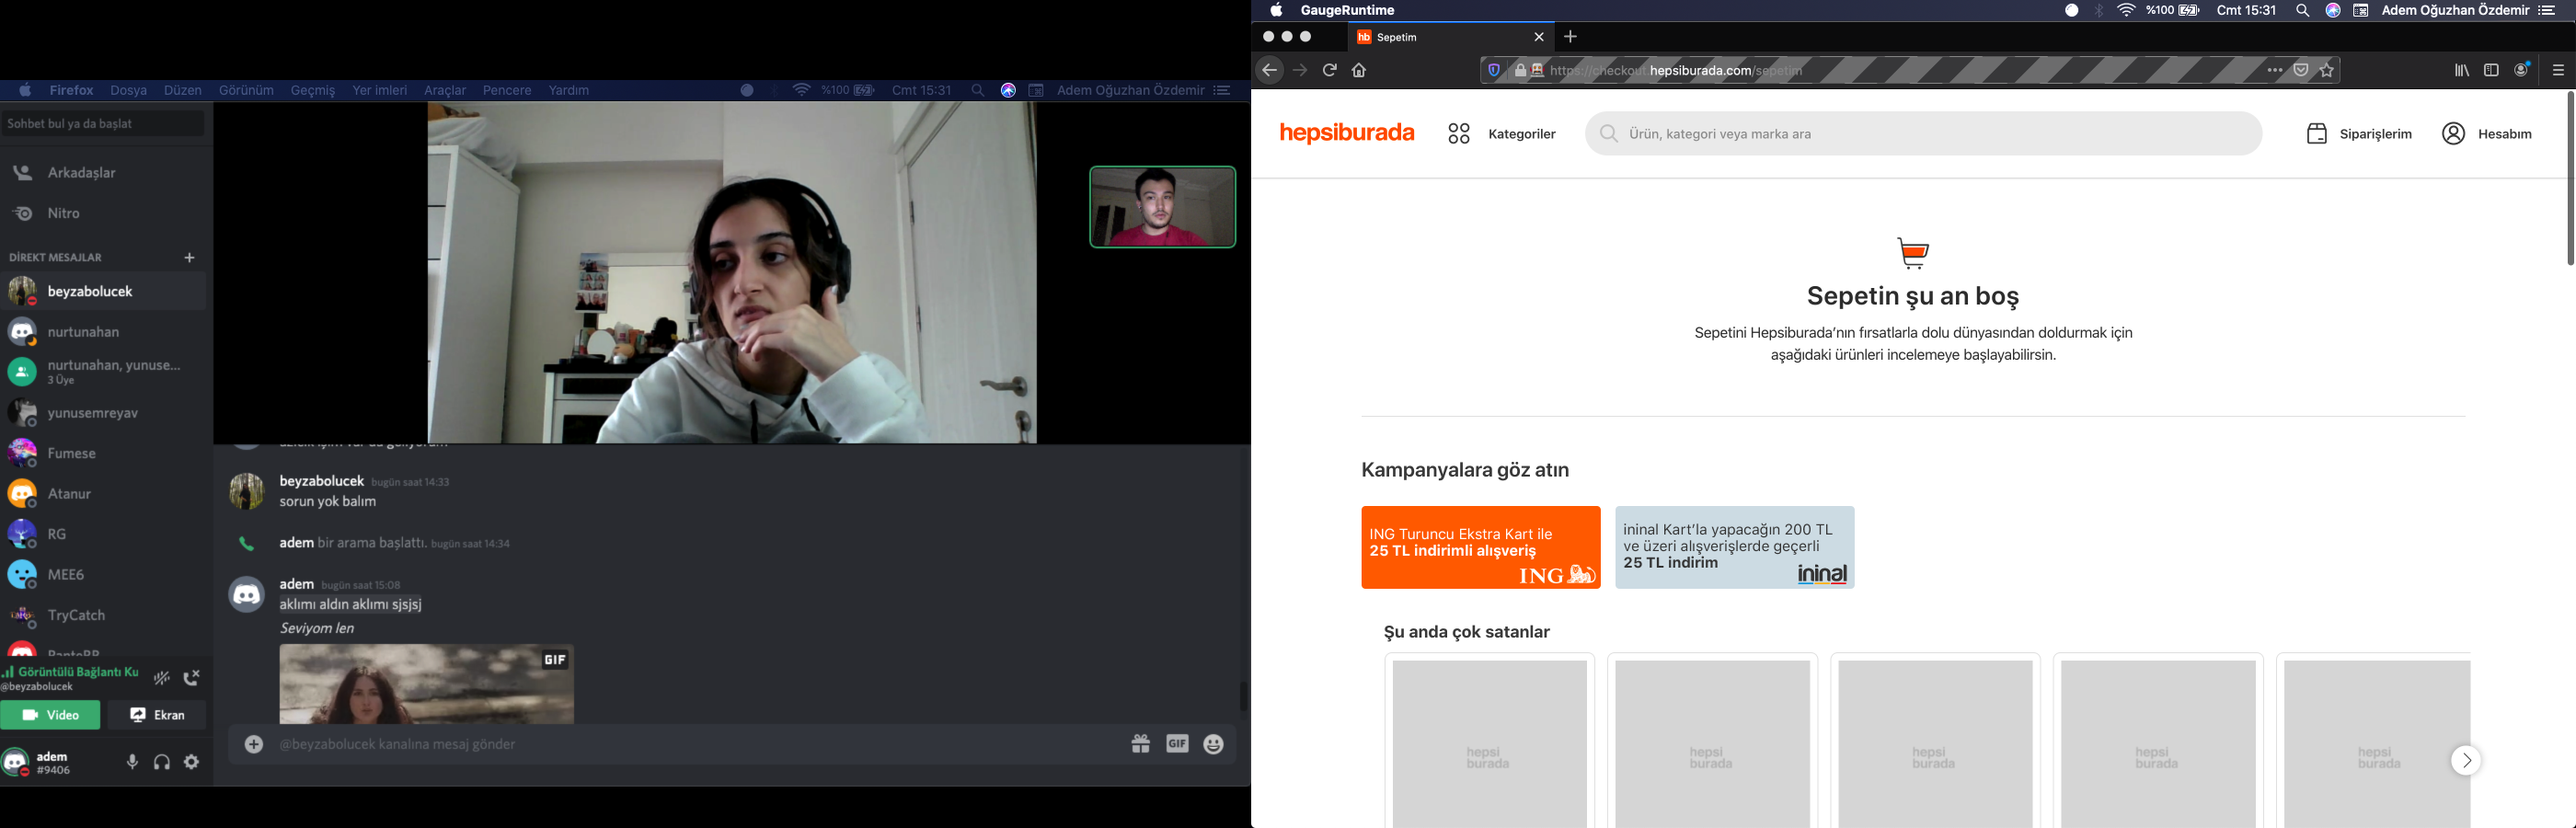 Firefox Dosya Düzen Görünüm Geçmiş Yer imleri Araçlar Pencere Yardım %100 Cmt 15:31 Adem Oğuzhan Özdemir
Sohbet bul ya da başlat
Arkadaşlar
Nitro
DİREKT MESAJLAR
beyzabolucek
nurtunahan
nurtunahan, yunuse...
3 Üye
yunusemreyav
Fumese
Atanur
RG
MEE6
TryCatch
Görüntülü Bağlantı Ku
@beyzabolucek
Video Ekran
adem
#9406
beyzabolucek bugün saat 14:33
sorun yok balım
adem bir arama başlattı. bugün saat 14:34
adem bugün saat 15:08
aklımı aldın aklımı sjsjsj
Seviyom len
GIF
@beyzabolucek kanalına mesaj gönder
GIF
GaugeRuntime %100 Cmt 15:31 Adem Oğuzhan Özdemir
hb Sepetim
https://checkout.hepsiburada.com/sepetim
hepsiburada Kategoriler Ürün, kategori veya marka ara Siparişlerim Hesabım
Sepetin şu an boş
Sepetini Hepsiburada'nın fırsatlarla dolu dünyasından doldurmak için
aşağıdaki ürünleri incelemeye başlayabilirsin.
Kampanyalara göz atın
ING Turuncu Ekstra Kart ile
25 TL indirimli alışveriş
ING
ininal Kart'la yapacağın 200 TL
ve üzeri alışverişlerde geçerli
25 TL indirim
ininal
Şu anda çok satanlar
hepsi
burada
hepsi
burada
hepsi
burada
hepsi
burada
hepsi
burada